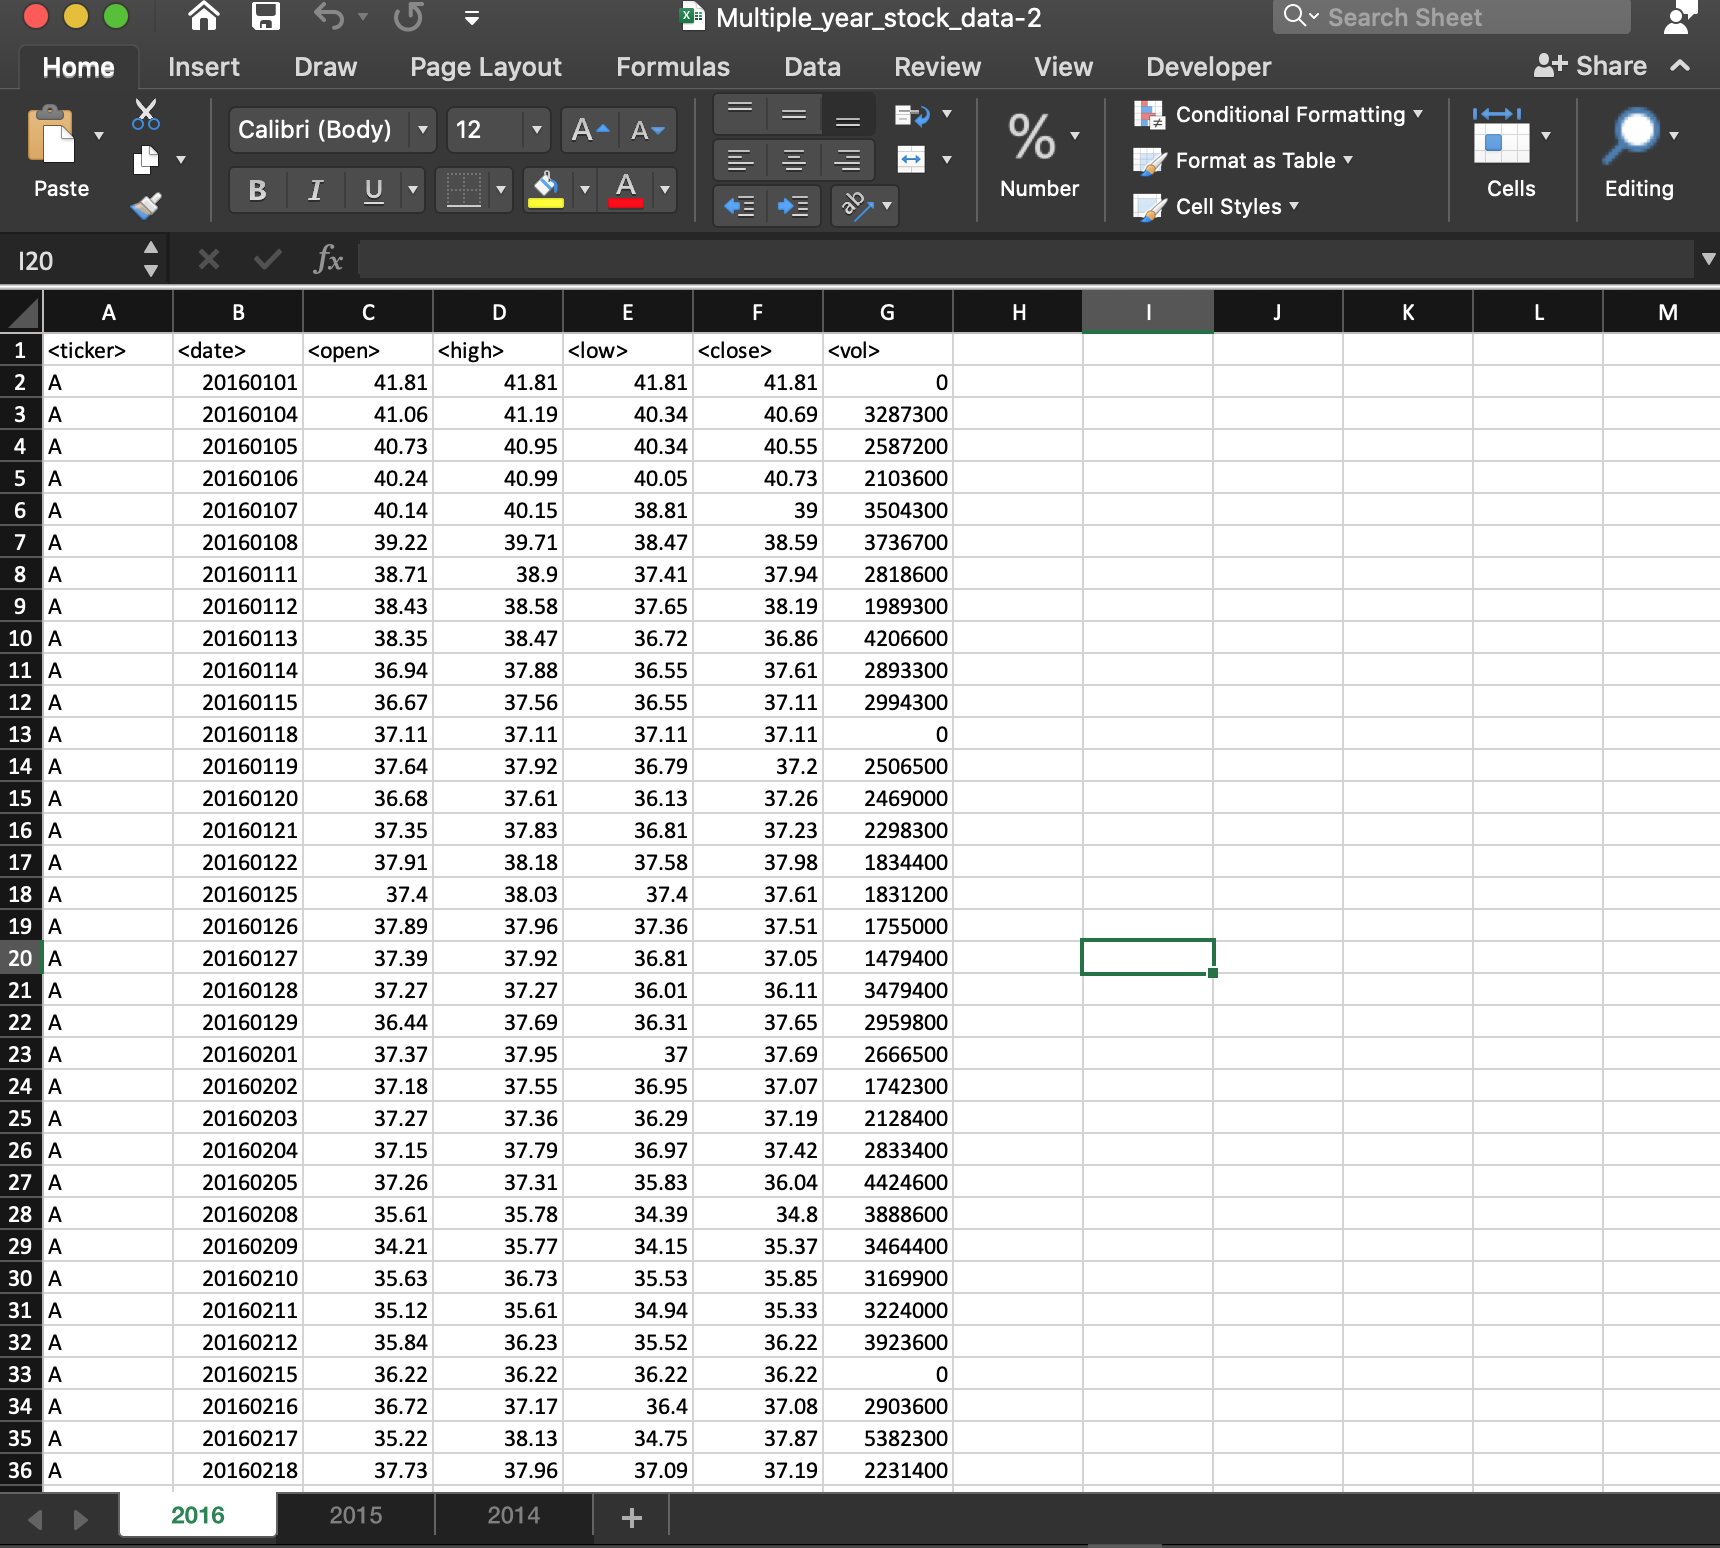 Multiple_year_stock_data-2
Search Sheet
Home Insert Draw Page Layout Formulas Data Review View Developer Share
Paste
Calibri (Body) 12 A A
B I U A
ab
% Number
Conditional Formatting
Format as Table
Cell Styles
Cells
Editing
I20 fx
A B C D E F G H I J K L M
1 <ticker> <date> <open> <high> <low> <close> <vol>
2 A 20160101 41.81 41.81 41.81 41.81 0
3 A 20160104 41.06 41.19 40.34 40.69 3287300
4 A 20160105 40.73 40.95 40.34 40.55 2587200
5 A 20160106 40.24 40.99 40.05 40.73 2103600
6 A 20160107 40.14 40.15 38.81 39 3504300
7 A 20160108 39.22 39.71 38.47 38.59 3736700
8 A 20160111 38.71 38.9 37.41 37.94 2818600
9 A 20160112 38.43 38.58 37.65 38.19 1989300
10 A 20160113 38.35 38.47 36.72 36.86 4206600
11 A 20160114 36.94 37.88 36.55 37.61 2893300
12 A 20160115 36.67 37.56 36.55 37.11 2994300
13 A 20160118 37.11 37.11 37.11 37.11 0
14 A 20160119 37.64 37.92 36.79 37.2 2506500
15 A 20160120 36.68 37.61 36.13 37.26 2469000
16 A 20160121 37.35 37.83 36.81 37.23 2298300
17 A 20160122 37.91 38.18 37.58 37.98 1834400
18 A 20160125 37.4 38.03 37.4 37.61 1831200
19 A 20160126 37.89 37.96 37.36 37.51 1755000
20 A 20160127 37.39 37.92 36.81 37.05 1479400
21 A 20160128 37.27 37.27 36.01 36.11 3479400
22 A 20160129 36.44 37.69 36.31 37.65 2959800
23 A 20160201 37.37 37.95 37 37.69 2666500
24 A 20160202 37.18 37.55 36.95 37.07 1742300
25 A 20160203 37.27 37.36 36.29 37.19 2128400
26 A 20160204 37.15 37.79 36.97 37.42 2833400
27 A 20160205 37.26 37.31 35.83 36.04 4424600
28 A 20160208 35.61 35.78 34.39 34.8 3888600
29 A 20160209 34.21 35.77 34.15 35.37 3464400
30 A 20160210 35.63 36.73 35.53 35.85 3169900
31 A 20160211 35.12 35.61 34.94 35.33 3224000
32 A 20160212 35.84 36.23 35.52 36.22 3923600
33 A 20160215 36.22 36.22 36.22 36.22 0
34 A 20160216 36.72 37.17 36.4 37.08 2903600
35 A 20160217 35.22 38.13 34.75 37.87 5382300
36 A 20160218 37.73 37.96 37.09 37.19 2231400
2016 2015 2014 +